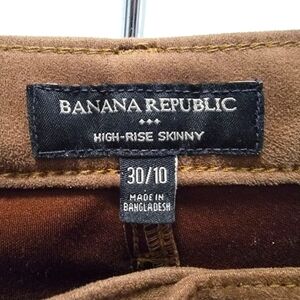 BANANA REPUBLIC
HIGH-RISE SKINNY
30/10
MADE IN
BANGLADESH